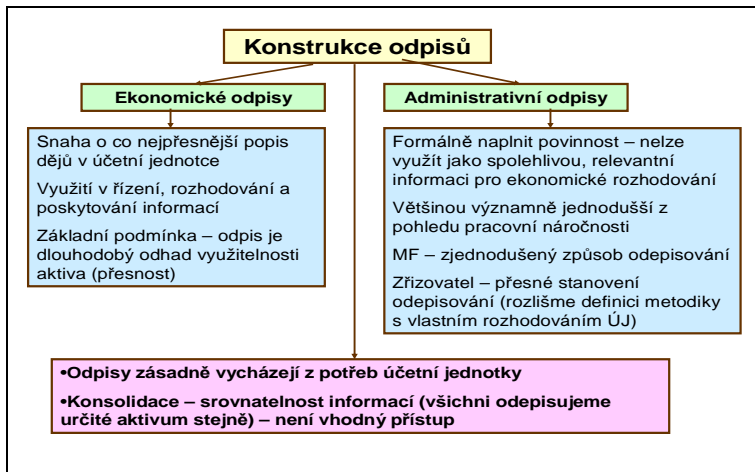 Konstrukce odpisů
Ekonomické odpisy
Snaha o co nejpřesnější popis
dějů v účetní jednotce
Využití v řízení, rozhodování a
poskytování informací
Základní podmínka – odpis je
dlouhodobý odhad využitelnosti
aktiva (přesnost)
Administrativní odpisy
Formálně naplnit povinnost – nelze
využít jako spolehlivou, relevantní
informaci pro ekonomické rozhodování
Většinou významně jednodušší z
pohledu pracovní náročnosti
MF – zjednodušený způsob odepisování
Zřizovatel – přesné stanovení
odepisování (rozlišme definici metodiky
s vlastním rozhodováním ÚJ)
•Odpisy zásadně vycházejí z potřeb účetní jednotky
•Konsolidace – srovnatelnost informací (všichni odepisujeme
určité aktivum stejně) – není vhodný přístup